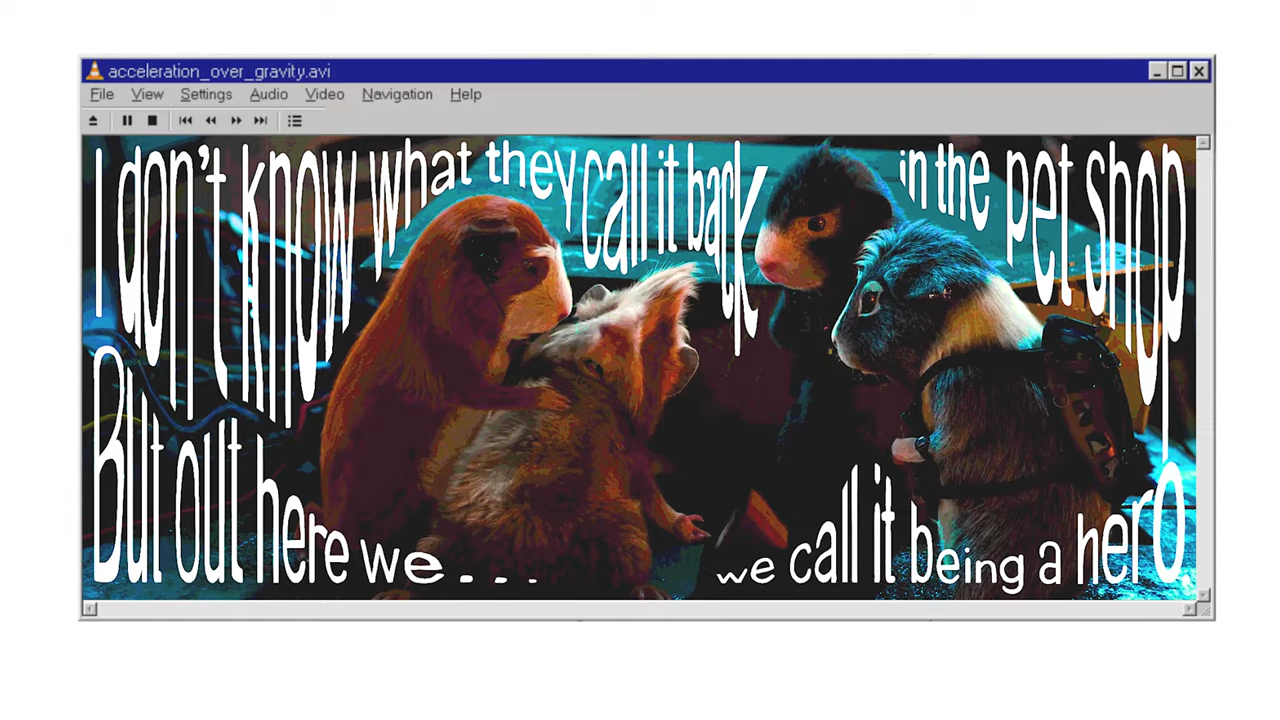 acceleration_over_gravity.avi
File View Settings Audio Video Navigation Help
I don't know what they call it back in the pet shop
But out here we... we call it being a hero.